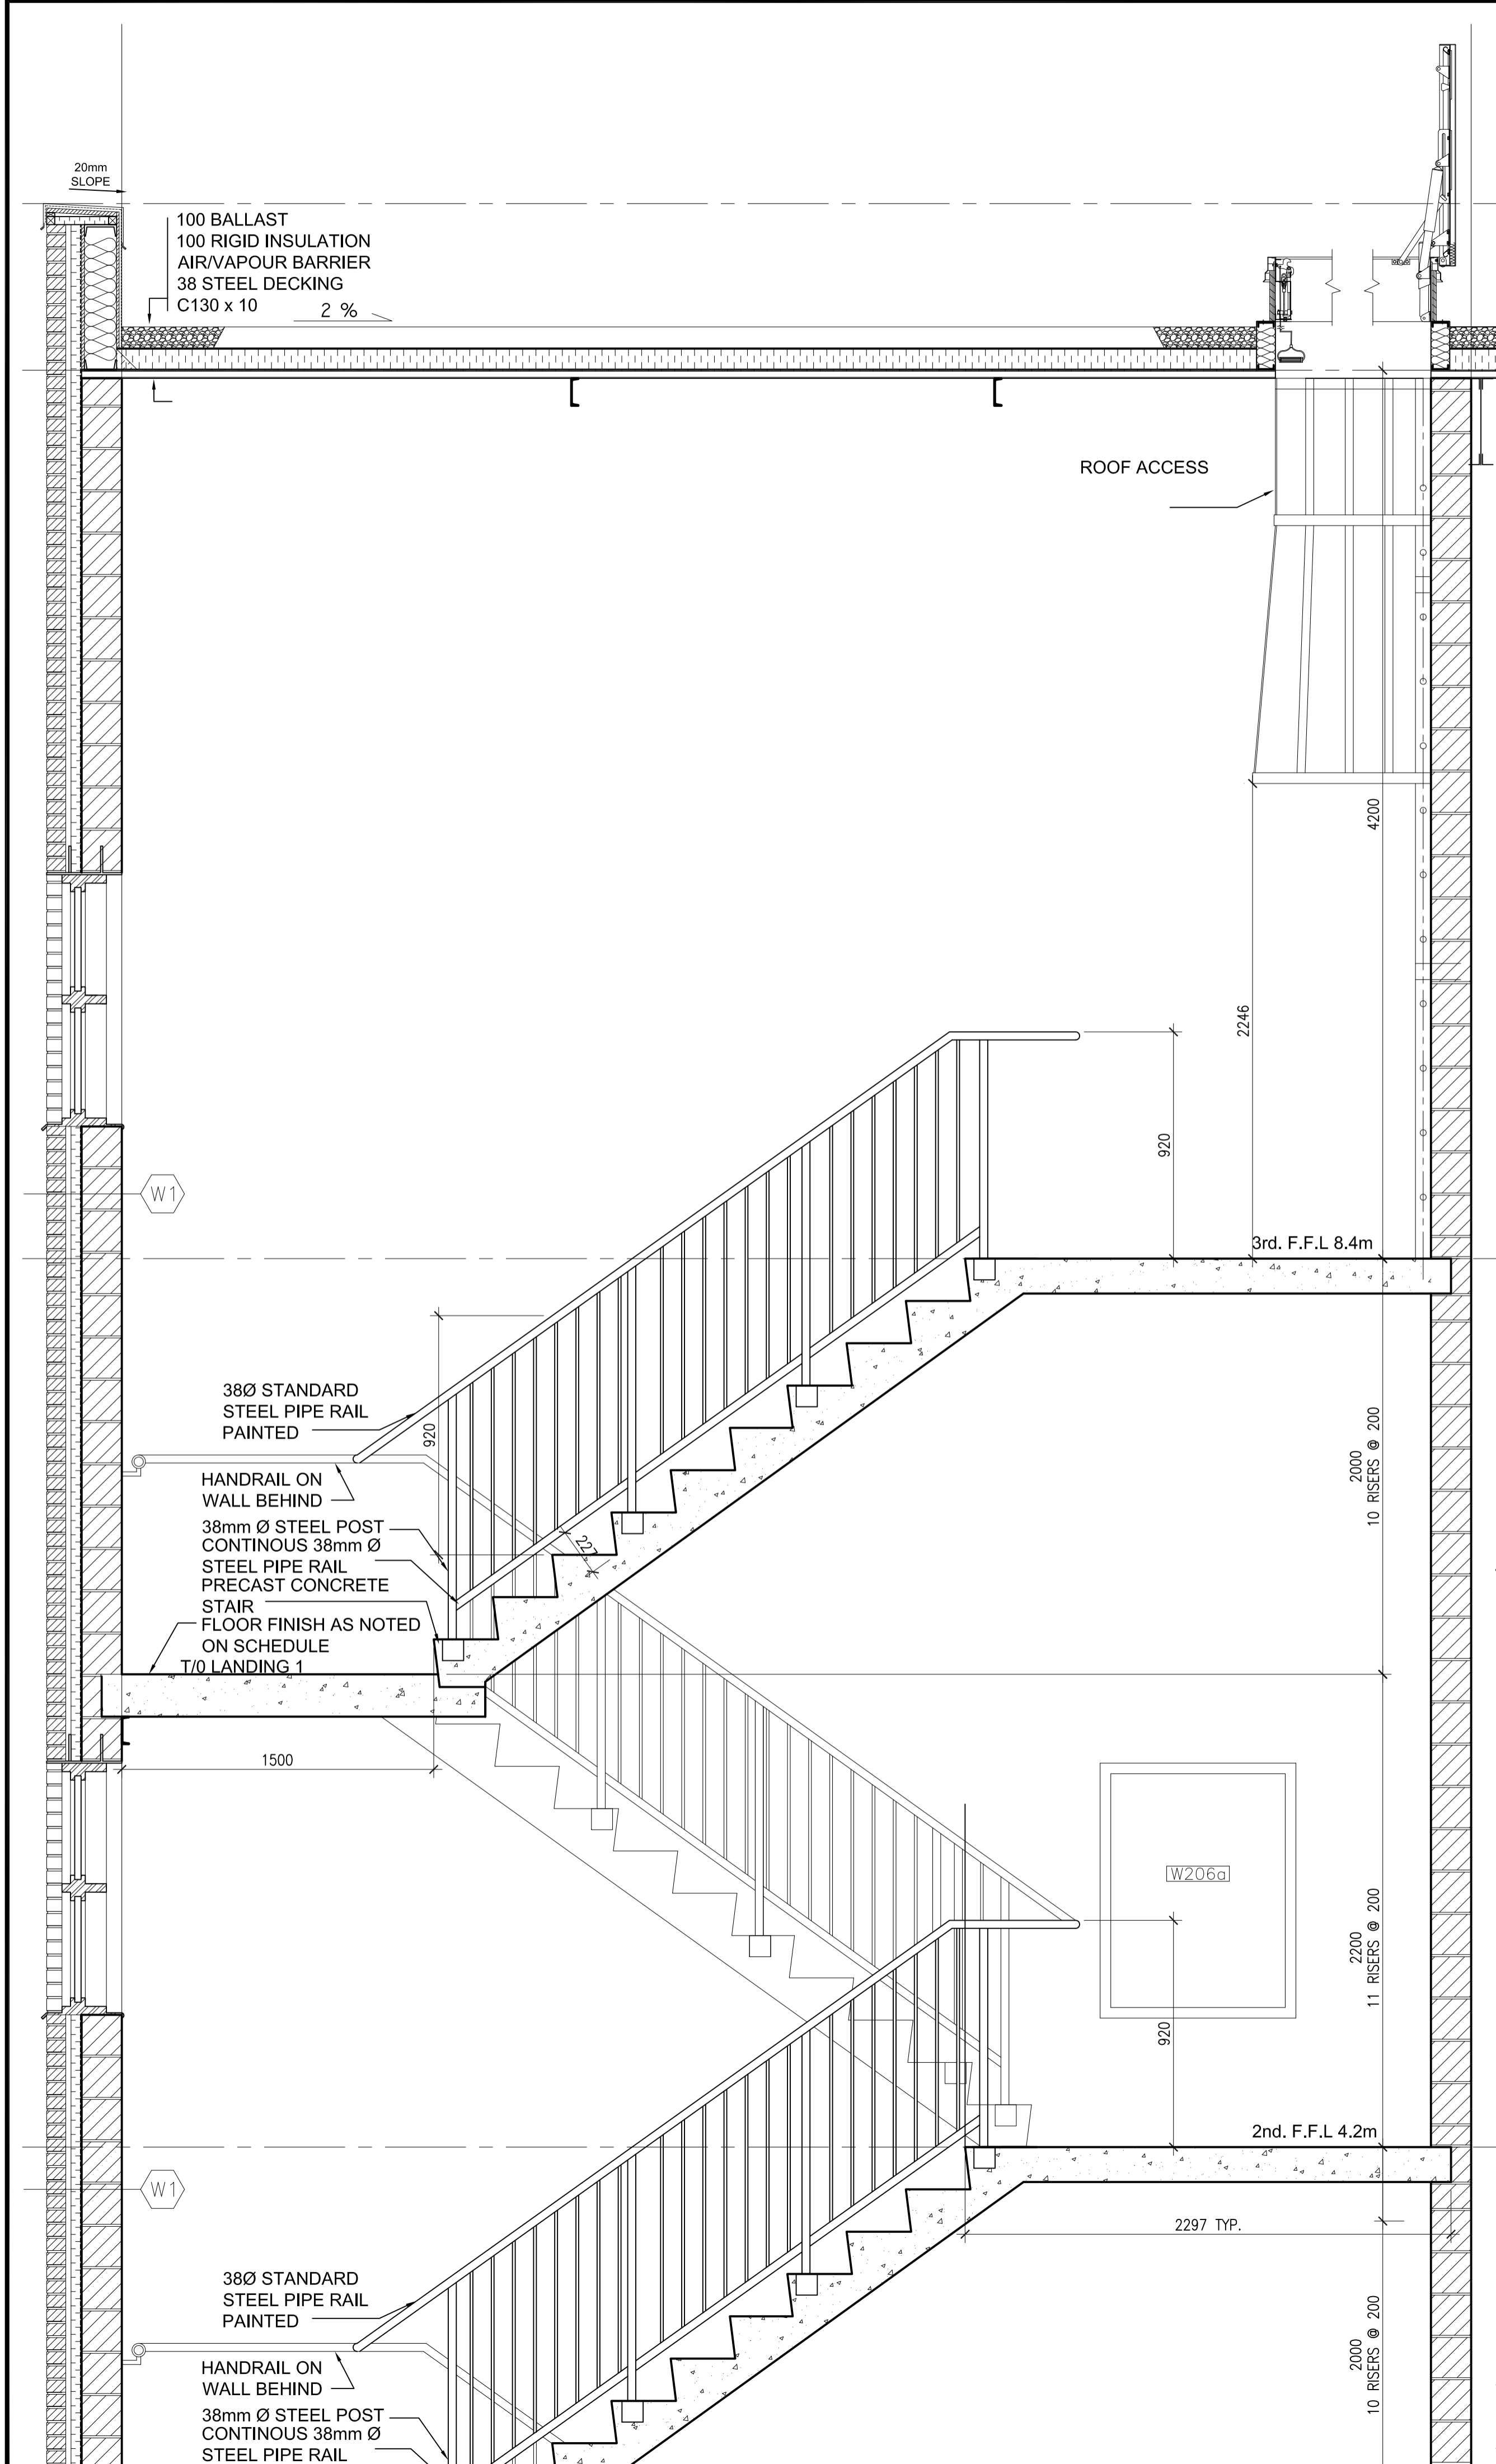 20mm
SLOPE
100 BALLAST
100 RIGID INSULATION
AIR/VAPOUR BARRIER
38 STEEL DECKING
C130 x 10
2 %
ROOF ACCESS
4200
2246
920
W1
3rd. F.F.L 8.4m
920
38Ø STANDARD
STEEL PIPE RAIL
PAINTED
HANDRAIL ON
WALL BEHIND
38mm Ø STEEL POST
CONTINOUS 38mm Ø
STEEL PIPE RAIL
PRECAST CONCRETE
STAIR
FLOOR FINISH AS NOTED
ON SCHEDULE
T/0 LANDING 1
227
2000
10 RISERS @ 200
1500
W206a
2200
11 RISERS @ 200
920
2nd. F.F.L 4.2m
W1
2297 TYP.
38Ø STANDARD
STEEL PIPE RAIL
PAINTED
HANDRAIL ON
WALL BEHIND
38mm Ø STEEL POST
CONTINOUS 38mm Ø
STEEL PIPE RAIL
2000
10 RISERS @ 200